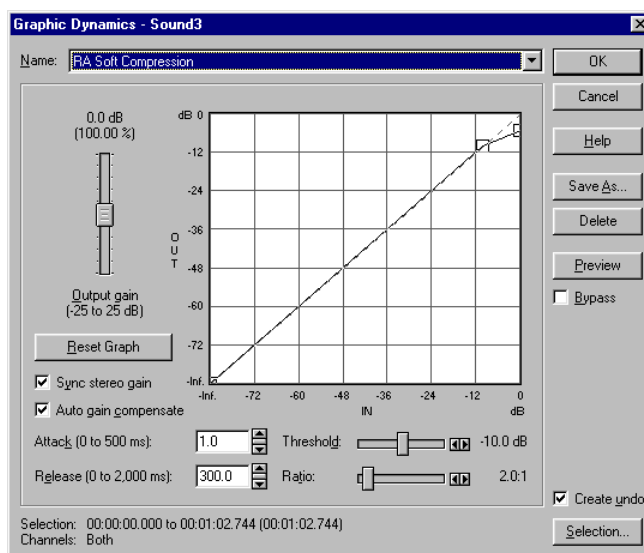 Graphic Dynamics - Sound3
Name: RA Soft Compression
OK
Cancel
Help
Save As...
Delete
Preview
Bypass
0.0 dB
(100.00 %)
Output gain
(-25 to 25 dB)
Reset Graph
Sync stereo gain
Auto gain compensate
dB 0
-12
-24
-36
-48
-60
-72
-Inf.
OUT
-Inf. -72 -60 -48 -36 -24 -12 0
IN dB
Attack (0 to 500 ms): 1.0 Threshold: -10.0 dB
Release (0 to 2,000 ms): 300.0 Ratio: 2.0:1
Create undo
Selection: 00:00:00.000 to 00:01:02.744 (00:01:02.744)
Channels: Both
Selection...